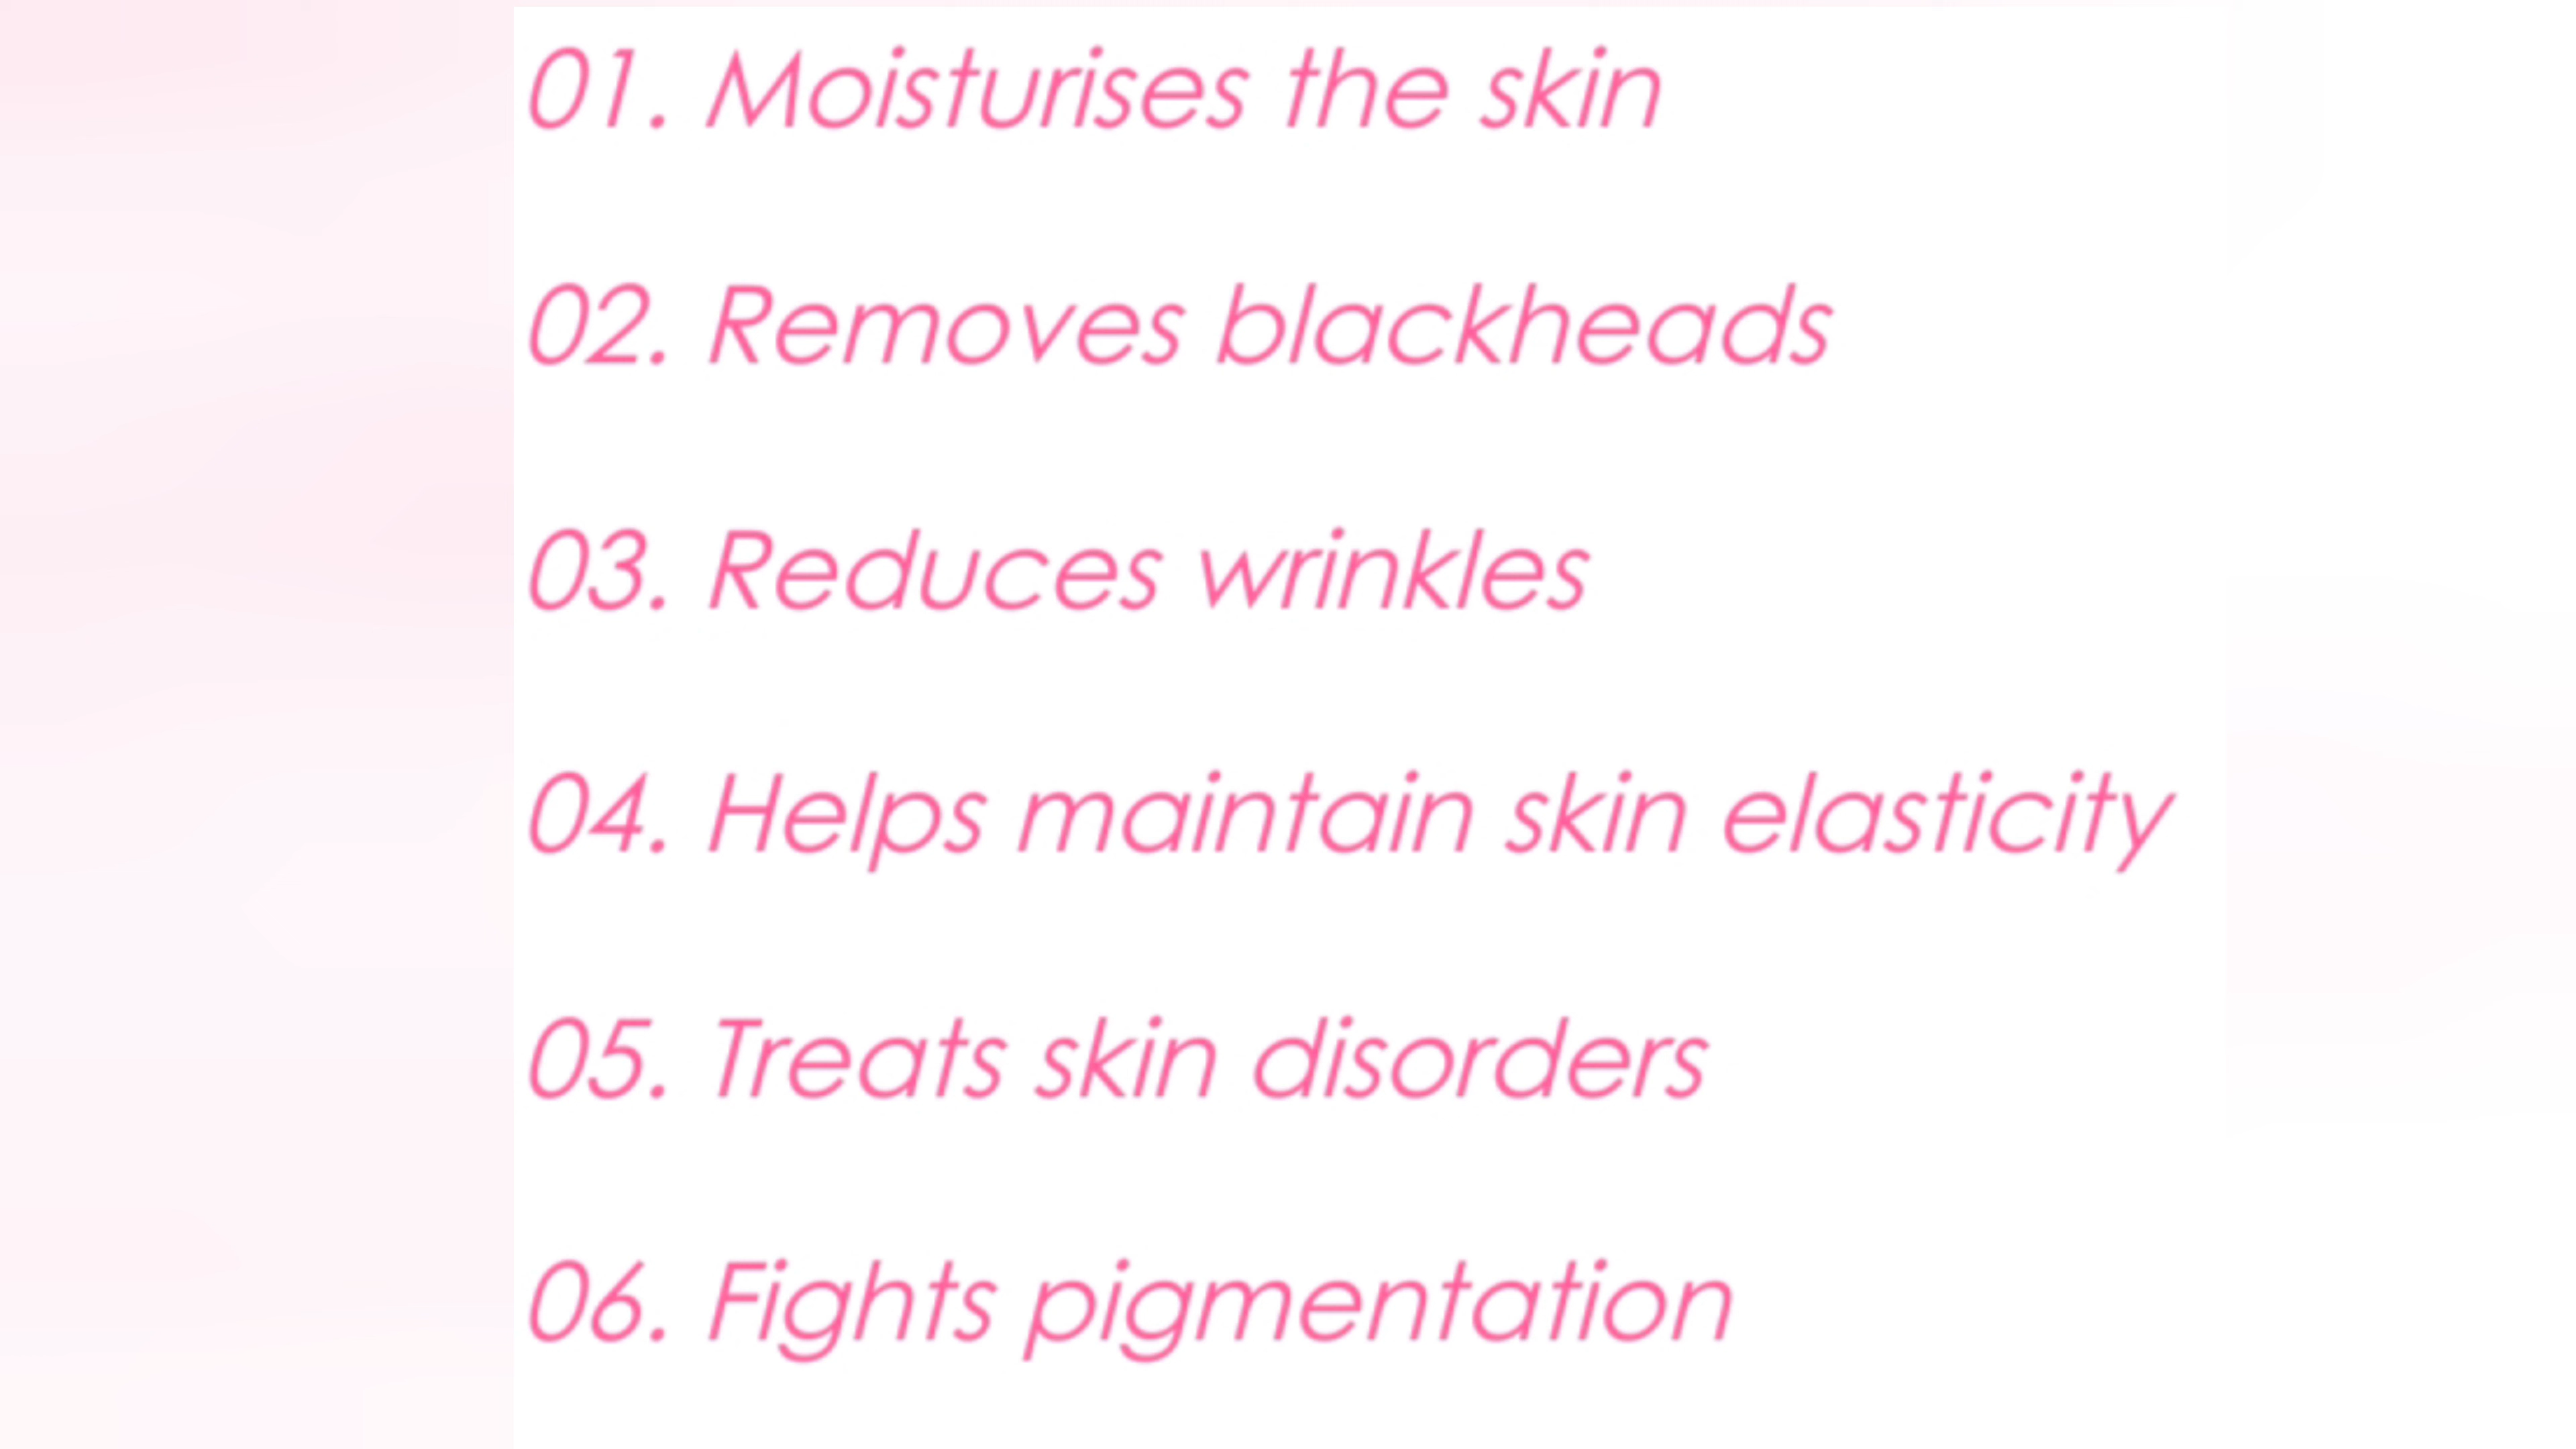 01. Moisturises the skin
02. Removes blackheads
03. Reduces wrinkles
04. Helps maintain skin elasticity
05. Treats skin disorders
06. Fights pigmentation